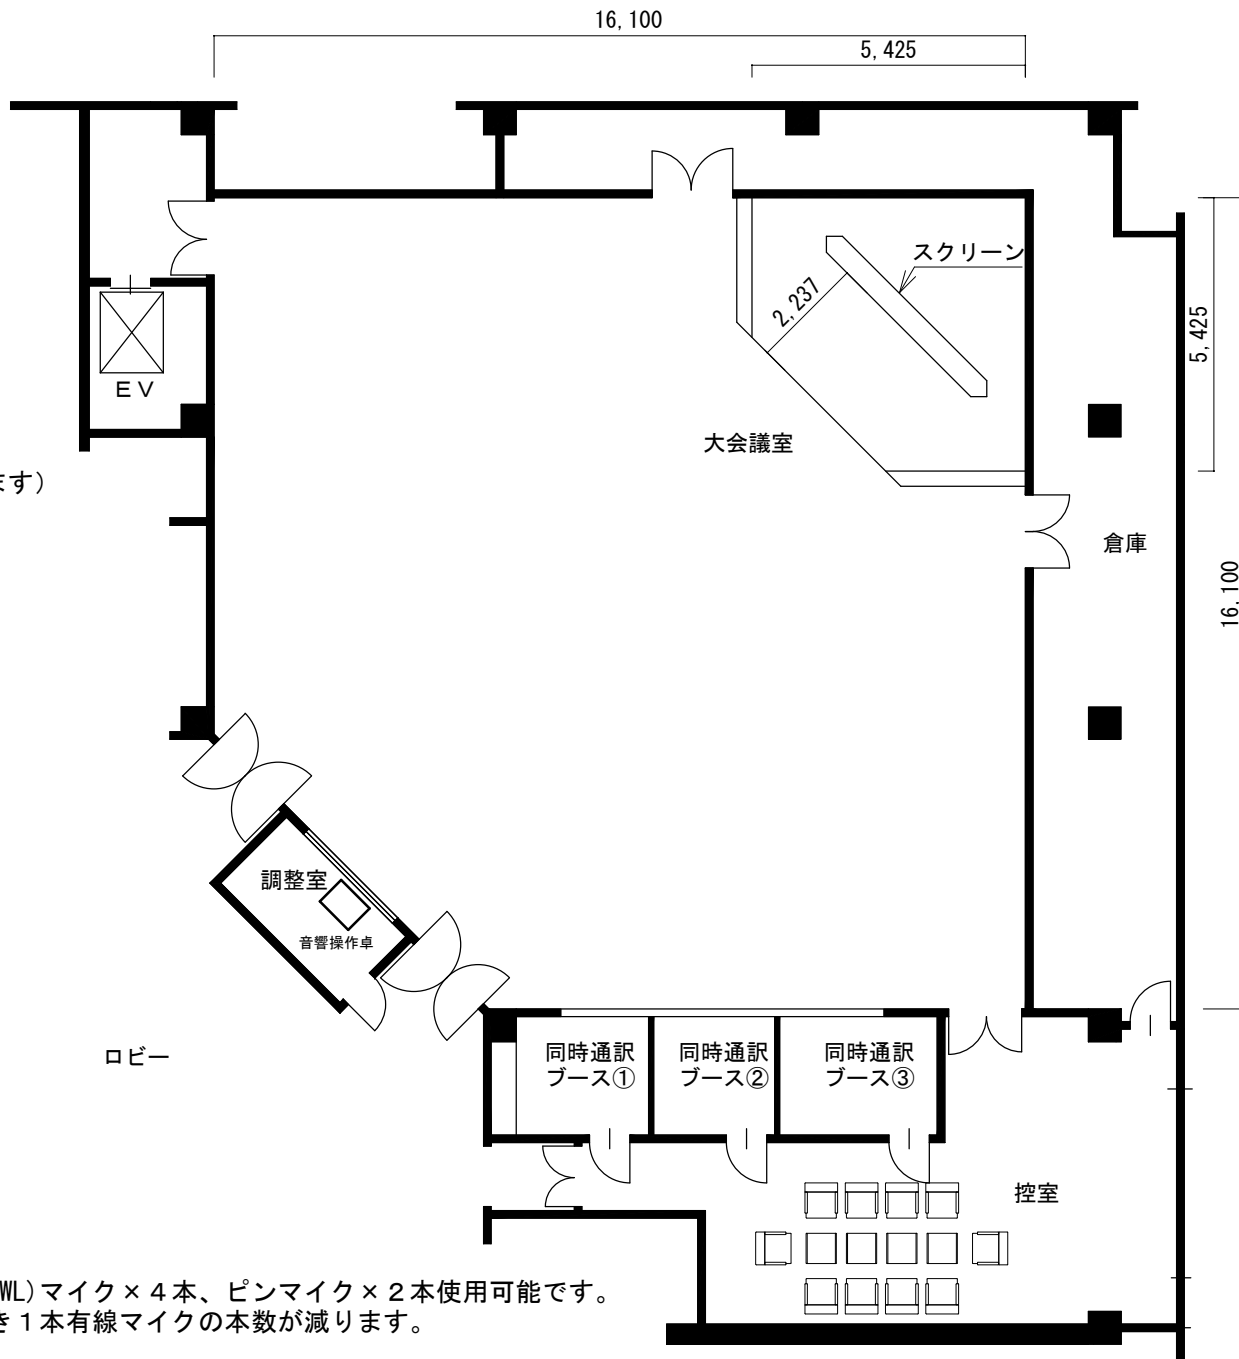 16,100
5,425
スクリーン
2,237
5,425
ＥＶ
大会議室
ます）
倉庫
16,100
調整室
音響操作卓
ロビー
同時通訳
ブース①
同時通訳
ブース②
同時通訳
ブース③
控室
WL)マイク×４本、ピンマイク×２本使用可能です。
き１本有線マイクの本数が減ります。